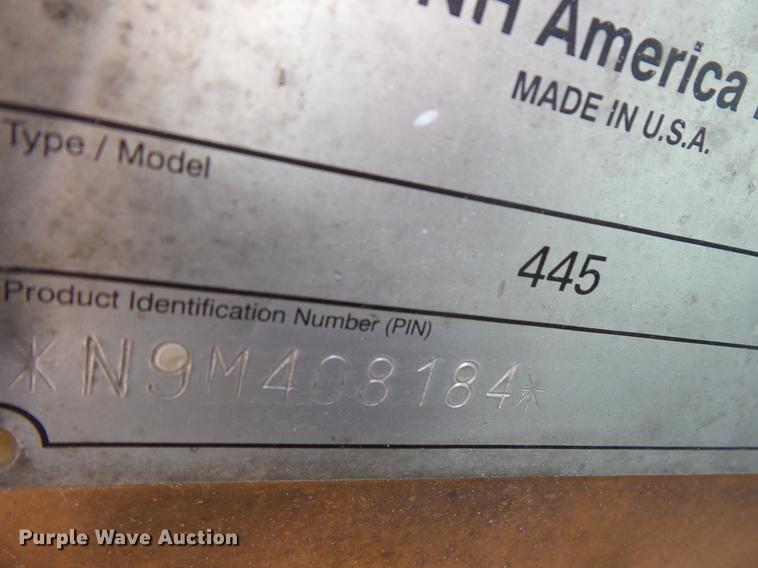 NH America
MADE IN U.S.A.
Type / Model
445
Product Identification Number (PIN)
*N9M408184*
Purple Wave Auction